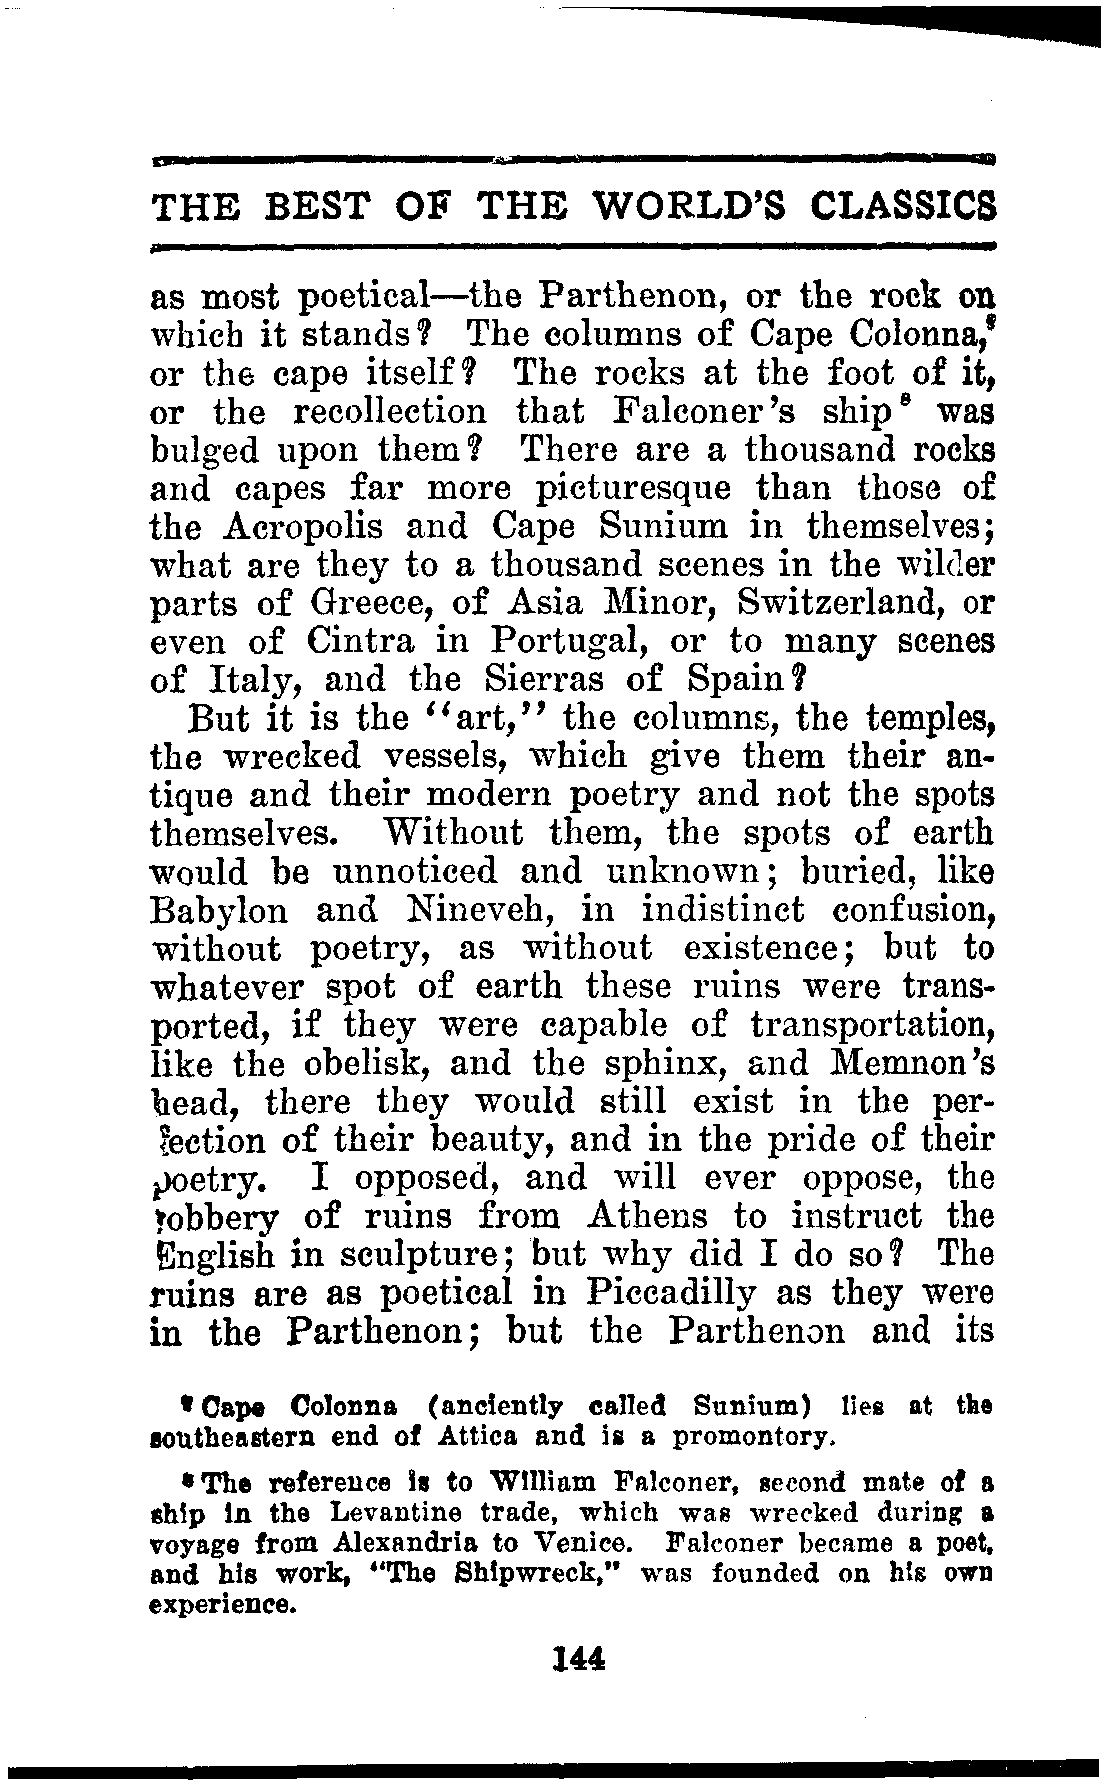 THE BEST OF THE WORLD'S CLASSICS
as most poetical—the Parthenon, or the rock on
which it stands? The columns of Cape Colonna,⁷
or the cape itself? The rocks at the foot of it,
or the recollection that Falconer's ship⁸ was
bulged upon them? There are a thousand rocks
and capes far more picturesque than those of
the Acropolis and Cape Sunium in themselves;
what are they to a thousand scenes in the wilder
parts of Greece, of Asia Minor, Switzerland, or
even of Cintra in Portugal, or to many scenes
of Italy, and the Sierras of Spain?
But it is the "art," the columns, the temples,
the wrecked vessels, which give them their an-
tique and their modern poetry and not the spots
themselves. Without them, the spots of earth
would be unnoticed and unknown; buried, like
Babylon and Nineveh, in indistinct confusion,
without poetry, as without existence; but to
whatever spot of earth these ruins were trans-
ported, if they were capable of transportation,
like the obelisk, and the sphinx, and Memnon's
head, there they would still exist in the per-
fection of their beauty, and in the pride of their
poetry. I opposed, and will ever oppose, the
robbery of ruins from Athens to instruct the
English in sculpture; but why did I do so? The
ruins are as poetical in Piccadilly as they were
in the Parthenon; but the Parthenon and its
⁷ Cape Colonna (anciently called Sunium) lies at the
southeastern end of Attica and is a promontory.
⁸ The reference is to William Falconer, second mate of a
ship in the Levantine trade, which was wrecked during a
voyage from Alexandria to Venice. Falconer became a poet,
and his work, "The Shipwreck," was founded on his own
experience.
144